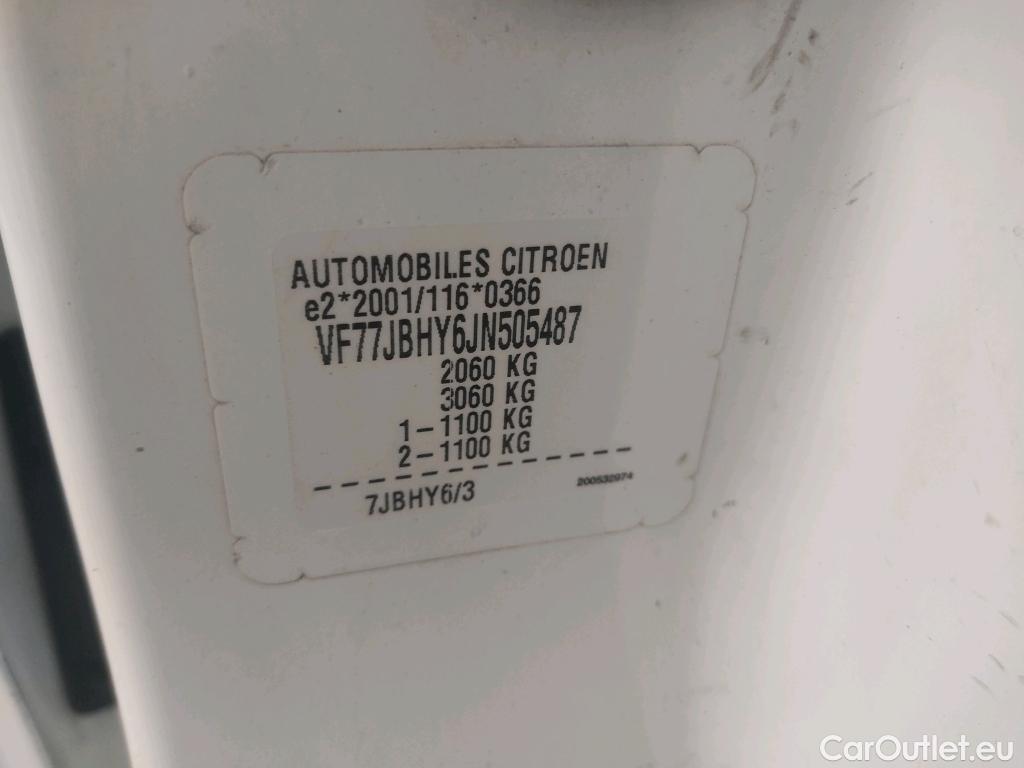 AUTOMOBILES CITROEN
e2*2001/116*0366
VF77JBHY6JN505487
2060 KG
3060 KG
1-1100 KG
2-1100 KG
7JBHY6/3
200532974
CarOutlet.eu